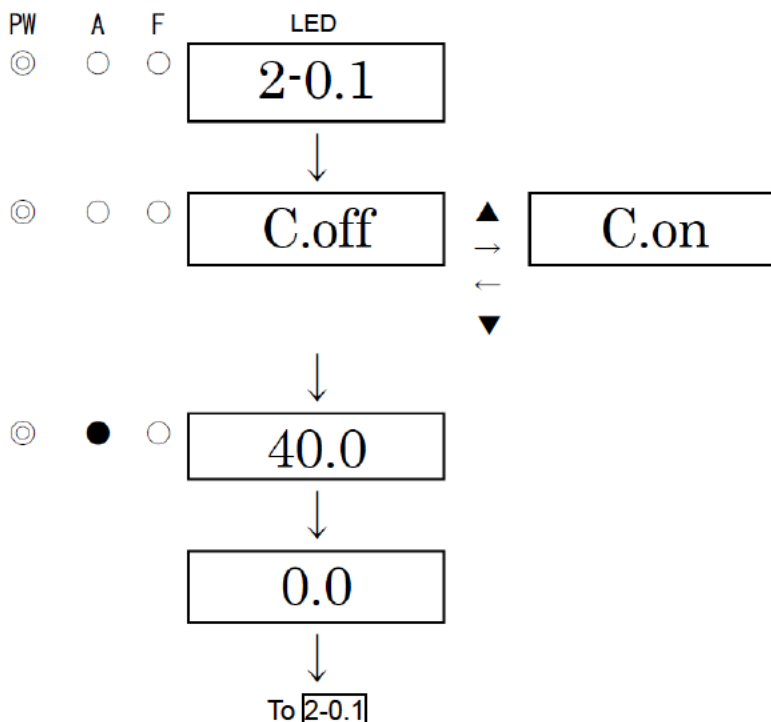 PW A F LED
2-0.1
C.off ▲ C.on
→
←
▼
40.0
0.0
To 2-0.1